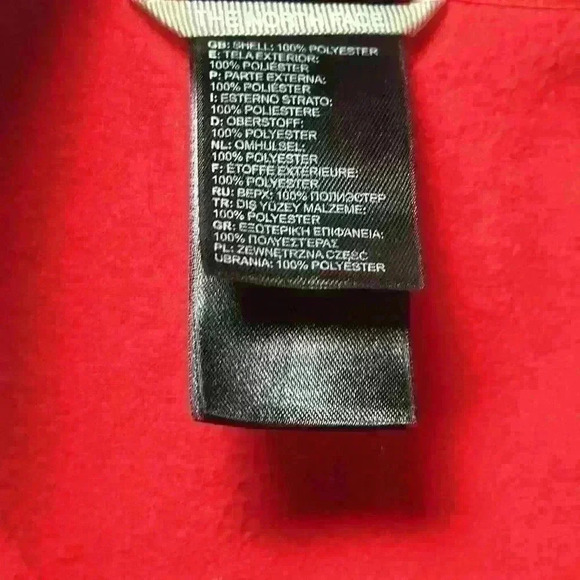 THE NORTH FACE
GB: SHELL: 100% POLYESTER
E: TELA EXTERIOR:
100% POLIÉSTER
P: PARTE EXTERNA:
100% POLIÉSTER
I: ESTERNO STRATO:
100% POLIESTERE
D: OBERSTOFF:
100% POLYESTER
NL: OMHULSEL:
100% POLYESTER
F: ÉTOFFE EXTÉRIEURE:
100% POLYESTER
RU: ВЕРХ: 100% ПОЛИЭСТЕР
TR: DIŞ YÜZEY MALZEME:
100% POLYESTER
GR: ΕΞΩΤΕΡΙΚΗ ΕΠΙΦΑΝΕΙΑ:
100% ΠΟΛΥΕΣΤΕΡΑΣ
PL: ZEWNĘTRZNA CZĘŚĆ
UBRANIA: 100% POLYESTER